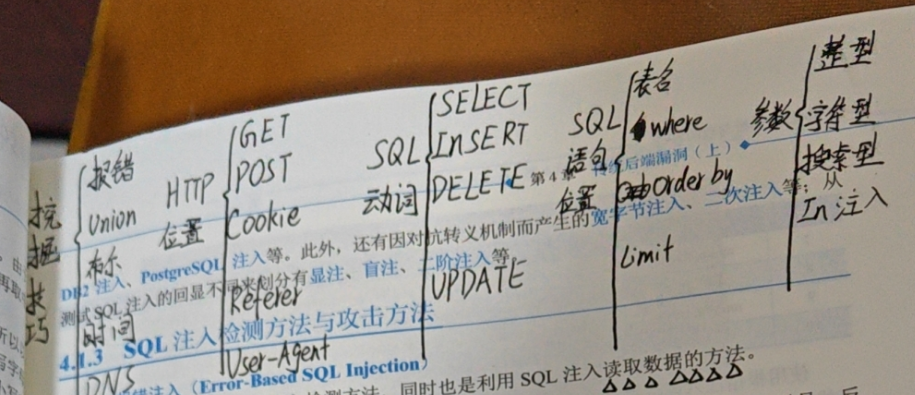 挖掘技巧
报错
Union
布尔
时间
DNS
HTTP
位置
GET
POST
Cookie
Referer
User-Agent
SQL
动词
SELECT
InSERT
DELETE
UPDATE
SQL
语句
位置
表名
where
Order by
Limit
参数
整型
字符型
搜索型
In 注入
第 4 章 传统后端漏洞（上）
DB2 注入、PostgreSQL 注入等。此外，还有因对抗转义机制而产生的宽字节注入、二次注入等；从
测试 SQL 注入的回显不同来划分有显注、盲注、二阶注入等。
4.1.3 SQL 注入检测方法与攻击方法
错注入（Error-Based SQL Injection）
检测方法，同时也是利用 SQL 注入读取数据的方法。